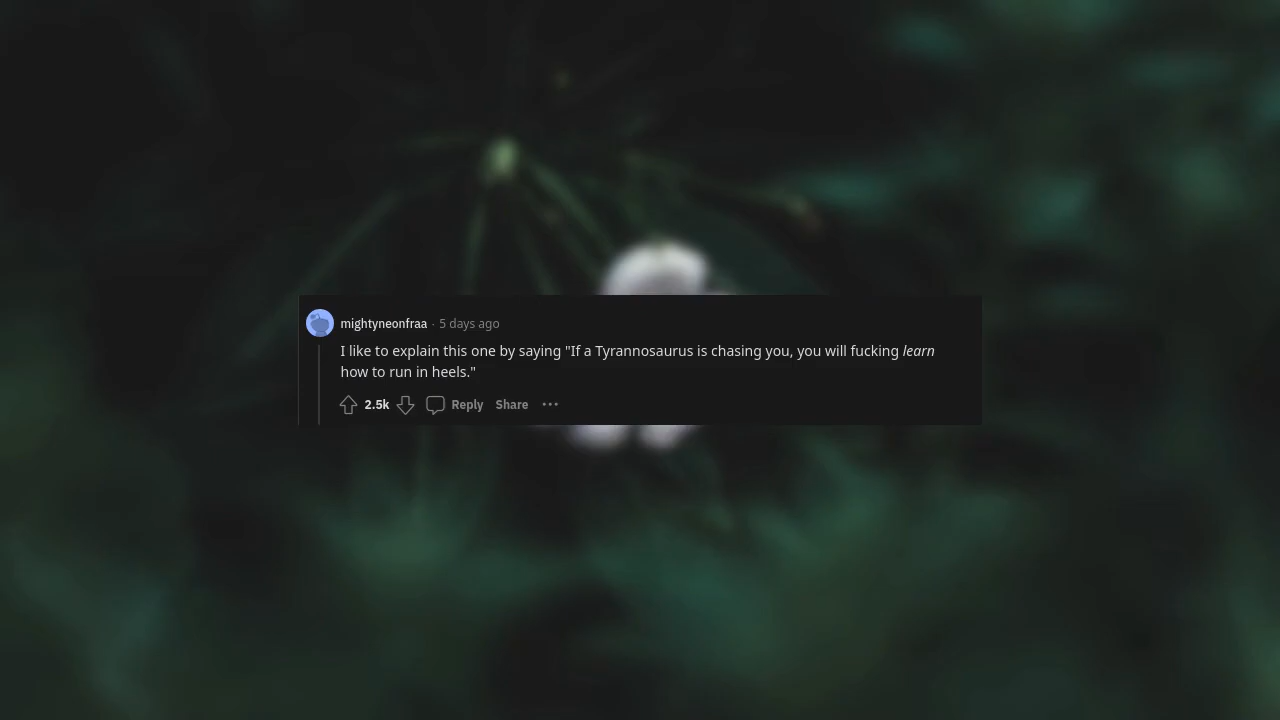 mightyneonfraa · 5 days ago
I like to explain this one by saying "If a Tyrannosaurus is chasing you, you will fucking learn
how to run in heels."
2.5k Reply Share ···